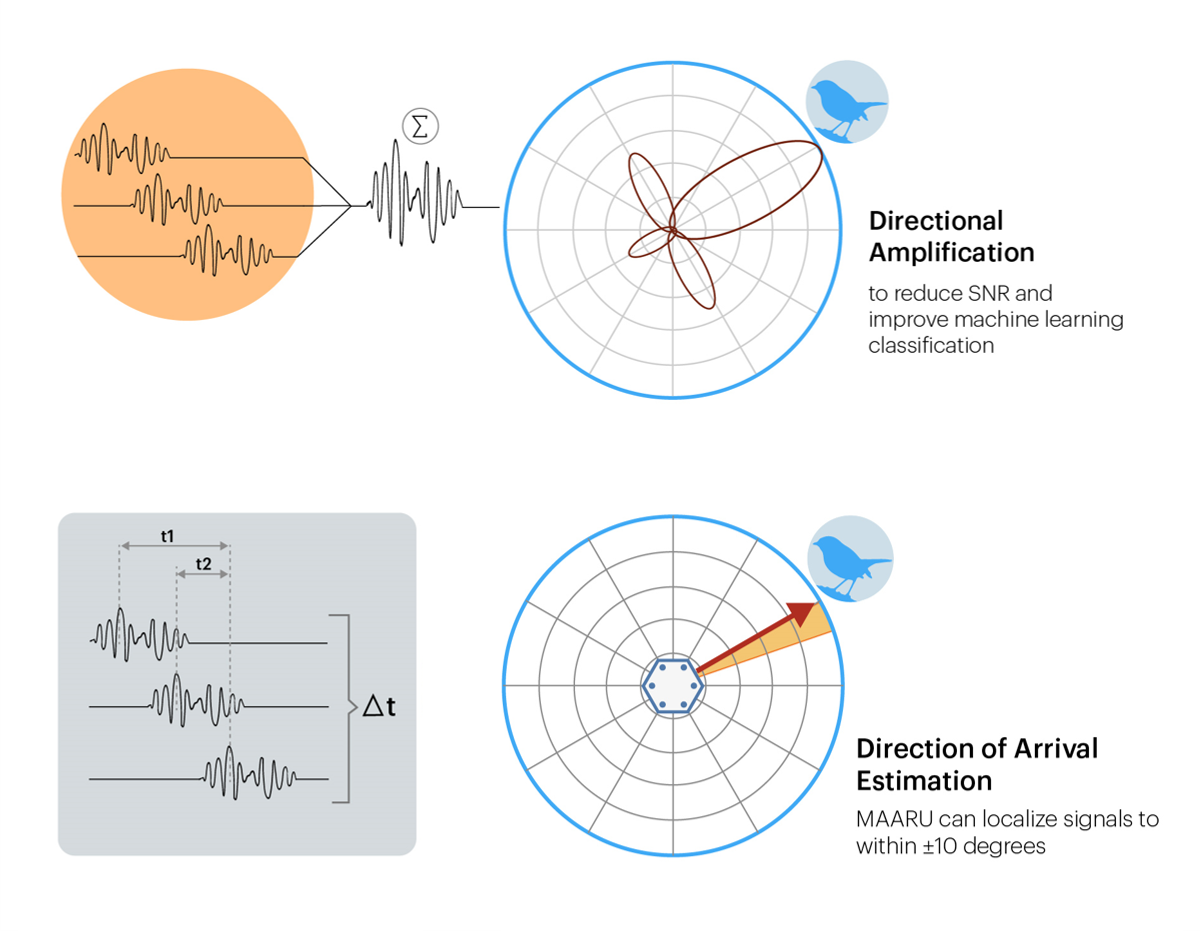 Σ
Directional
Amplification
to reduce SNR and
improve machine learning
classification
t1
t2
Δt
Direction of Arrival
Estimation
MAARU can localize signals to
within ±10 degrees